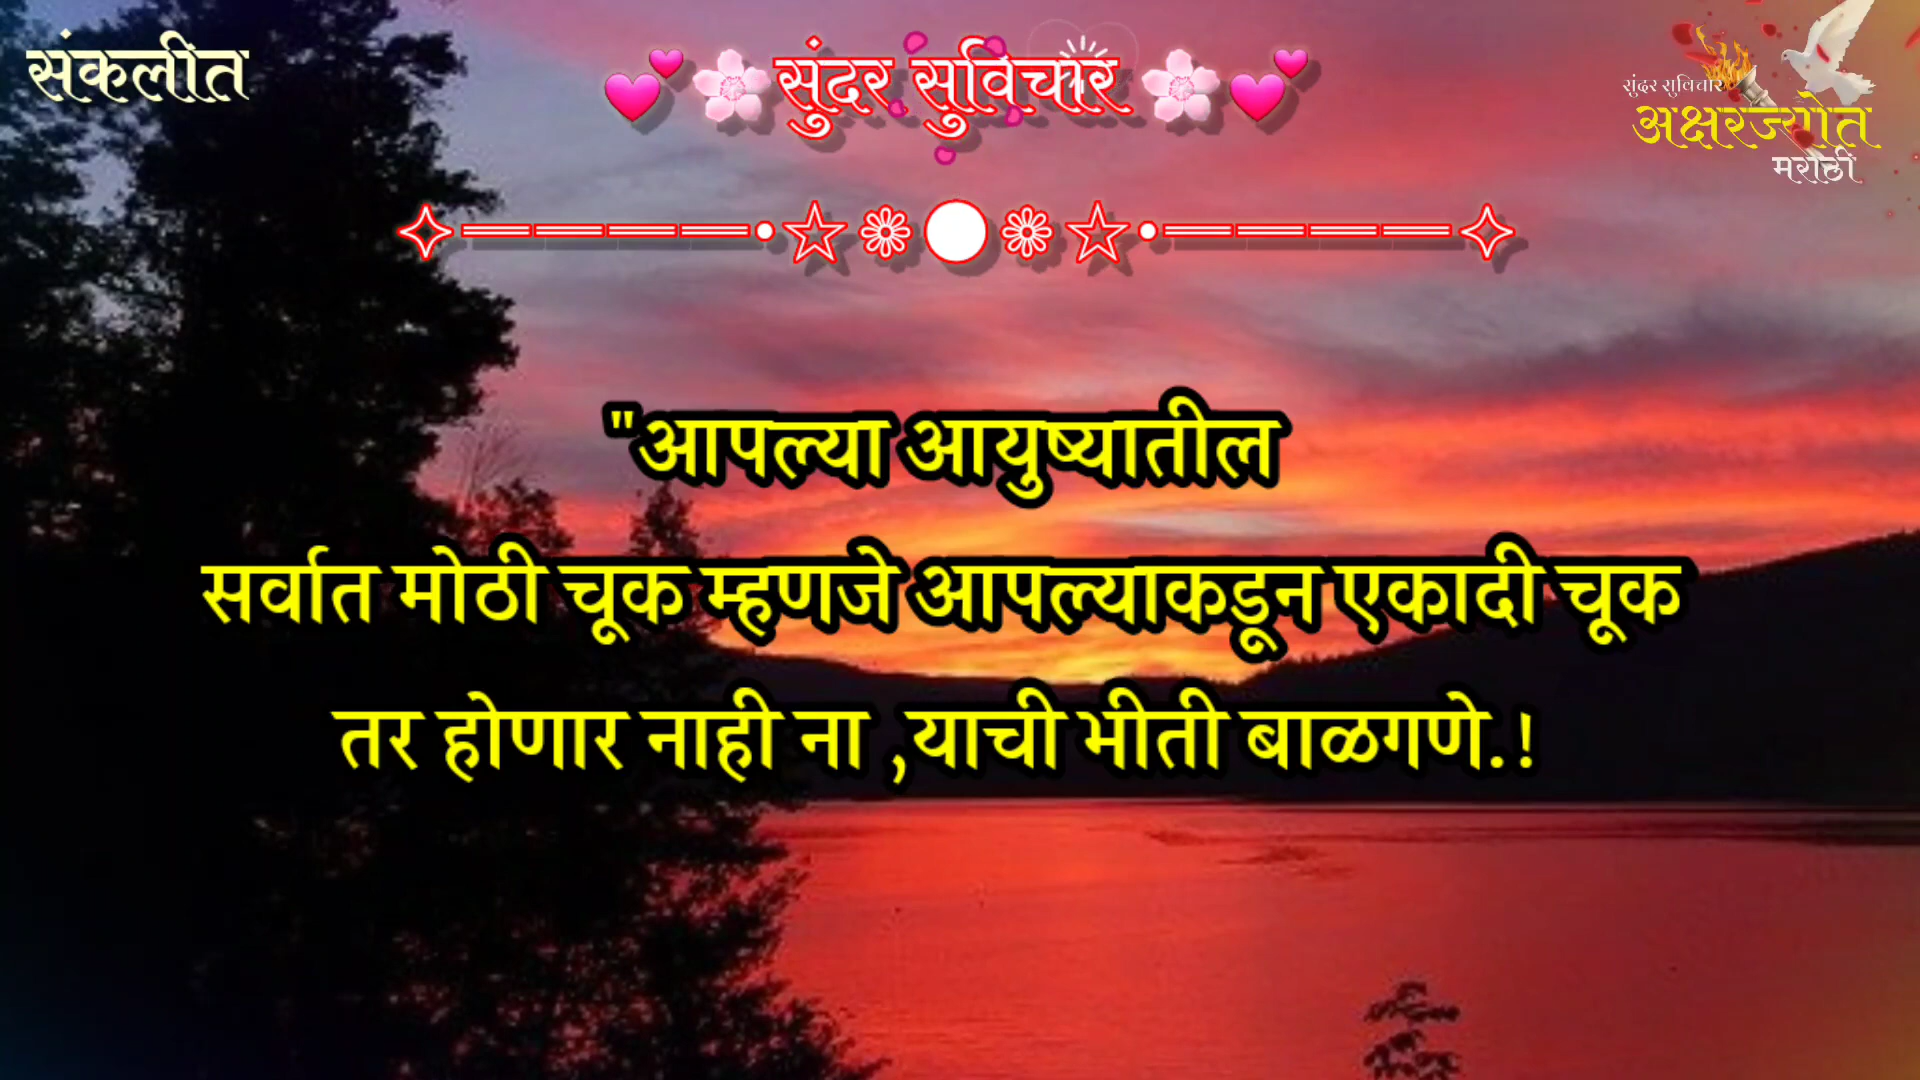 संकलीत
💕🌸सुंदर सुविचार🌸💕
सुंदर सुविचार
अक्षरज्योत
मराठी
"आपल्या आयुष्यातील
सर्वात मोठी चूक म्हणजे आपल्याकडून एकादी चूक
तर होणार नाही ना ,याची भीती बाळगणे.!